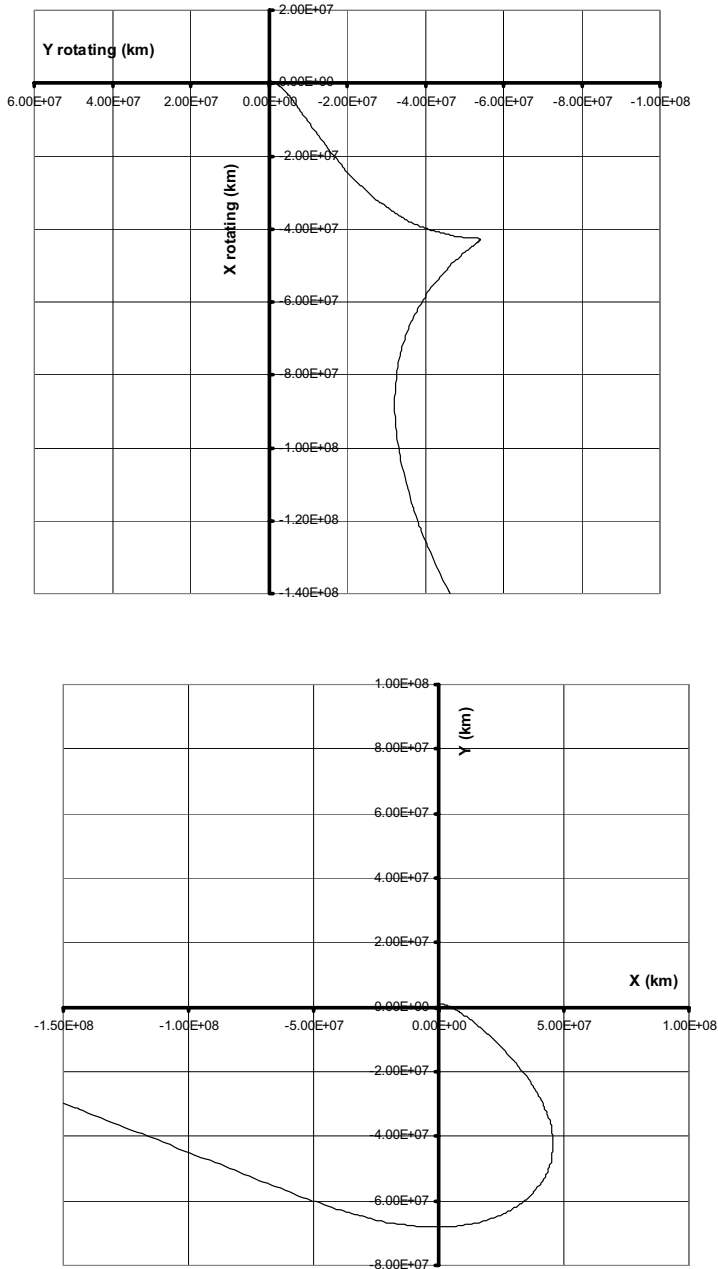 2.00E+07
Y rotating (km)
0.00E+00
6.00E+07 4.00E+07 2.00E+07 0.00E+00 -2.00E+07 -4.00E+07 -6.00E+07 -8.00E+07 -1.00E+08
-2.00E+07
X rotating (km)
-4.00E+07
-6.00E+07
-8.00E+07
-1.00E+08
-1.20E+08
-1.40E+08
1.00E+08
Y (km)
8.00E+07
6.00E+07
4.00E+07
2.00E+07
X (km)
0.00E+00
-1.50E+08 -1.00E+08 -5.00E+07 0.00E+00 5.00E+07 1.00E+08
-2.00E+07
-4.00E+07
-6.00E+07
-8.00E+07